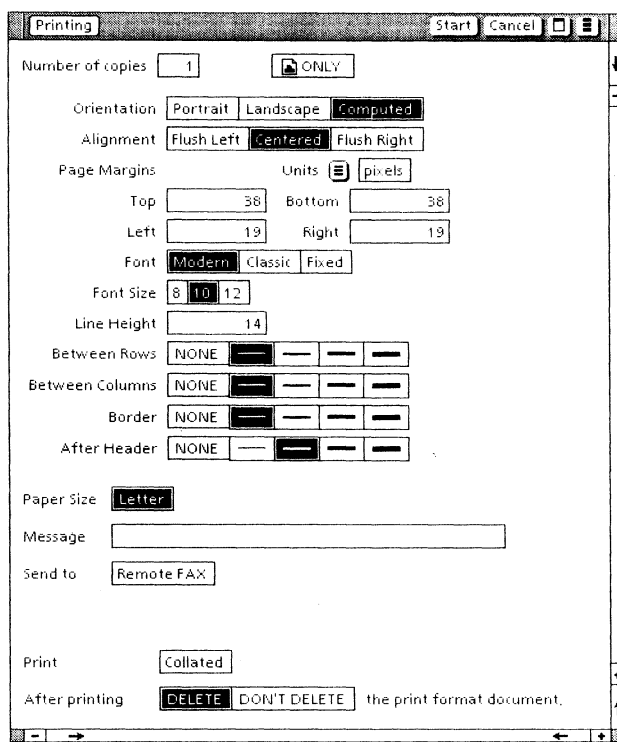 Printing Start Cancel
Number of copies 1 ONLY
Orientation Portrait Landscape Computed
Alignment Flush Left Centered Flush Right
Page Margins Units pixels
Top 38 Bottom 38
Left 19 Right 19
Font Modern Classic Fixed
Font Size 8 10 12
Line Height 14
Between Rows NONE
Between Columns NONE
Border NONE
After Header NONE
Paper Size Letter
Message
Send to Remote FAX
Print Collated
After printing DELETE DON'T DELETE the print format document.